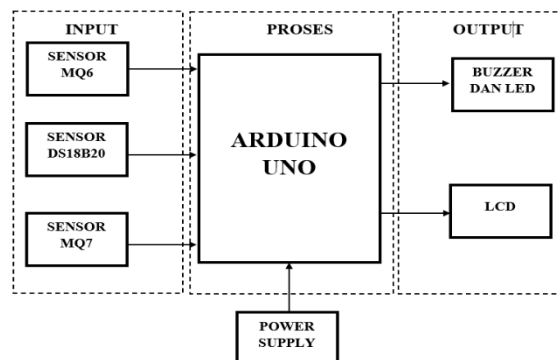 INPUT
PROSES
OUTPUT
SENSOR
MQ6
SENSOR
DS18B20
SENSOR
MQ7
ARDUINO
UNO
BUZZER
DAN LED
LCD
POWER
SUPPLY